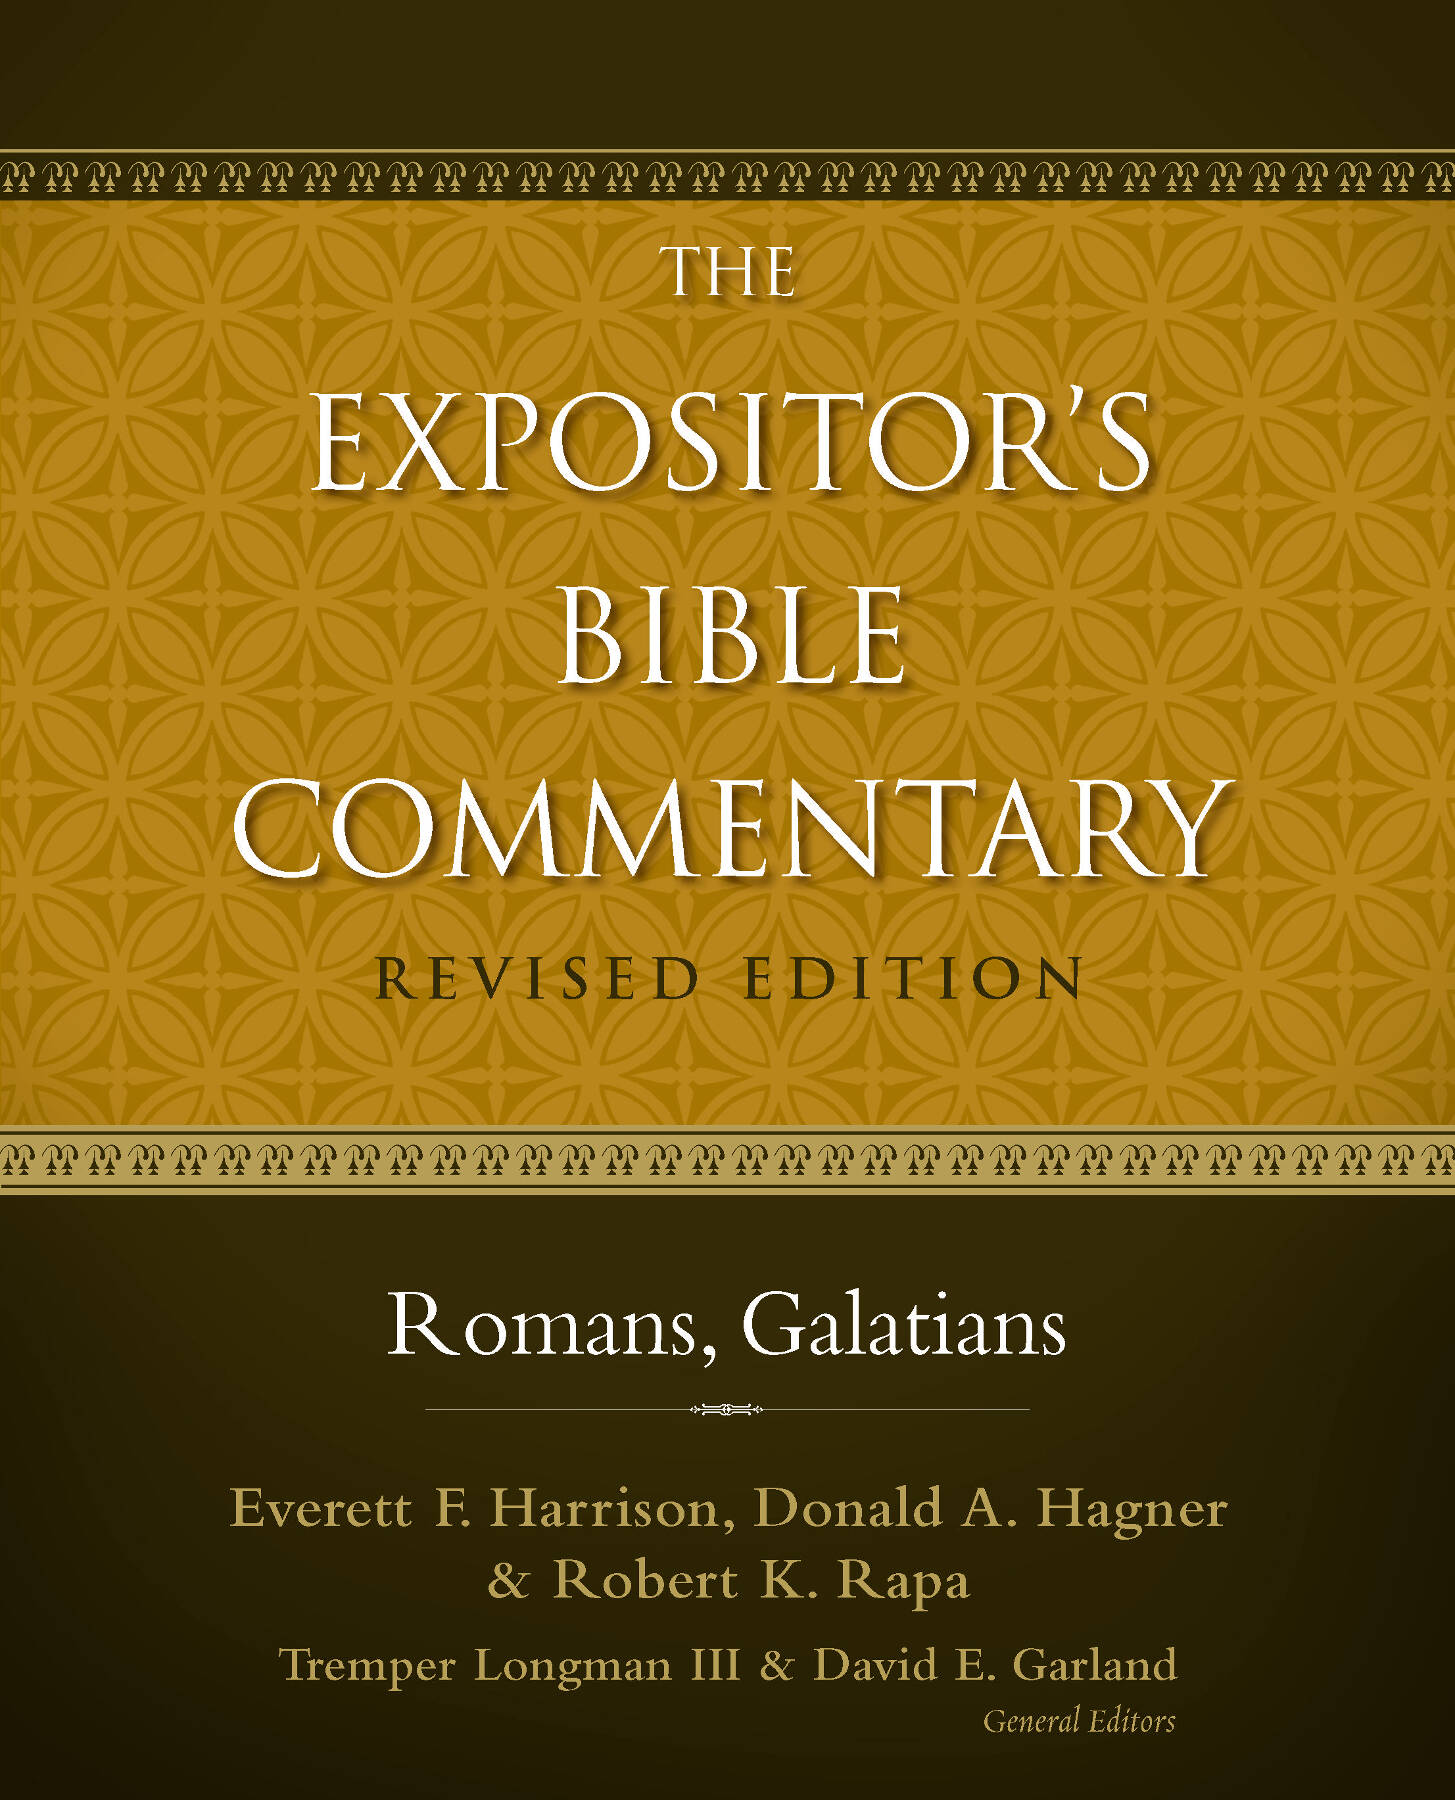 THE
EXPOSITOR’S
BIBLE
COMMENTARY
REVISED EDITION
Romans, Galatians
Everett F. Harrison, Donald A. Hagner
& Robert K. Rapa
Tremper Longman III & David E. Garland
General Editors